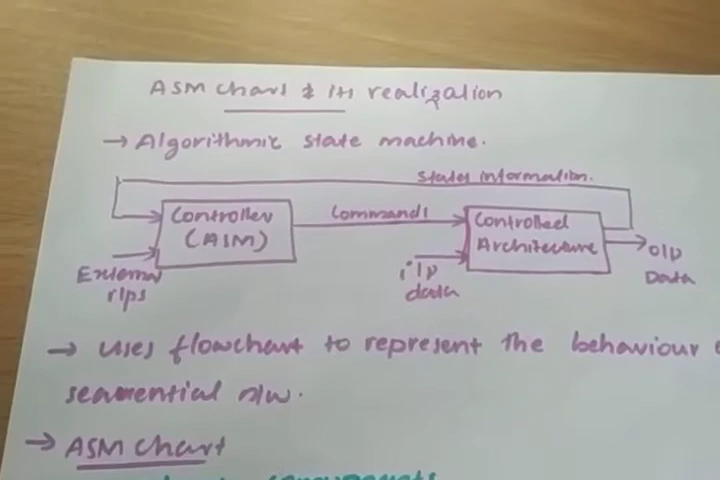 ASM Chart & its realization
→ Algorithmic state machine.
States information.
Controller
(ASM)
Commands
Controlled
Architecture
External
i/ps
i/p
data
o/p
Data
→ uses flowchart to represent the behaviour
sequential n/w.
→ ASM Chart
components